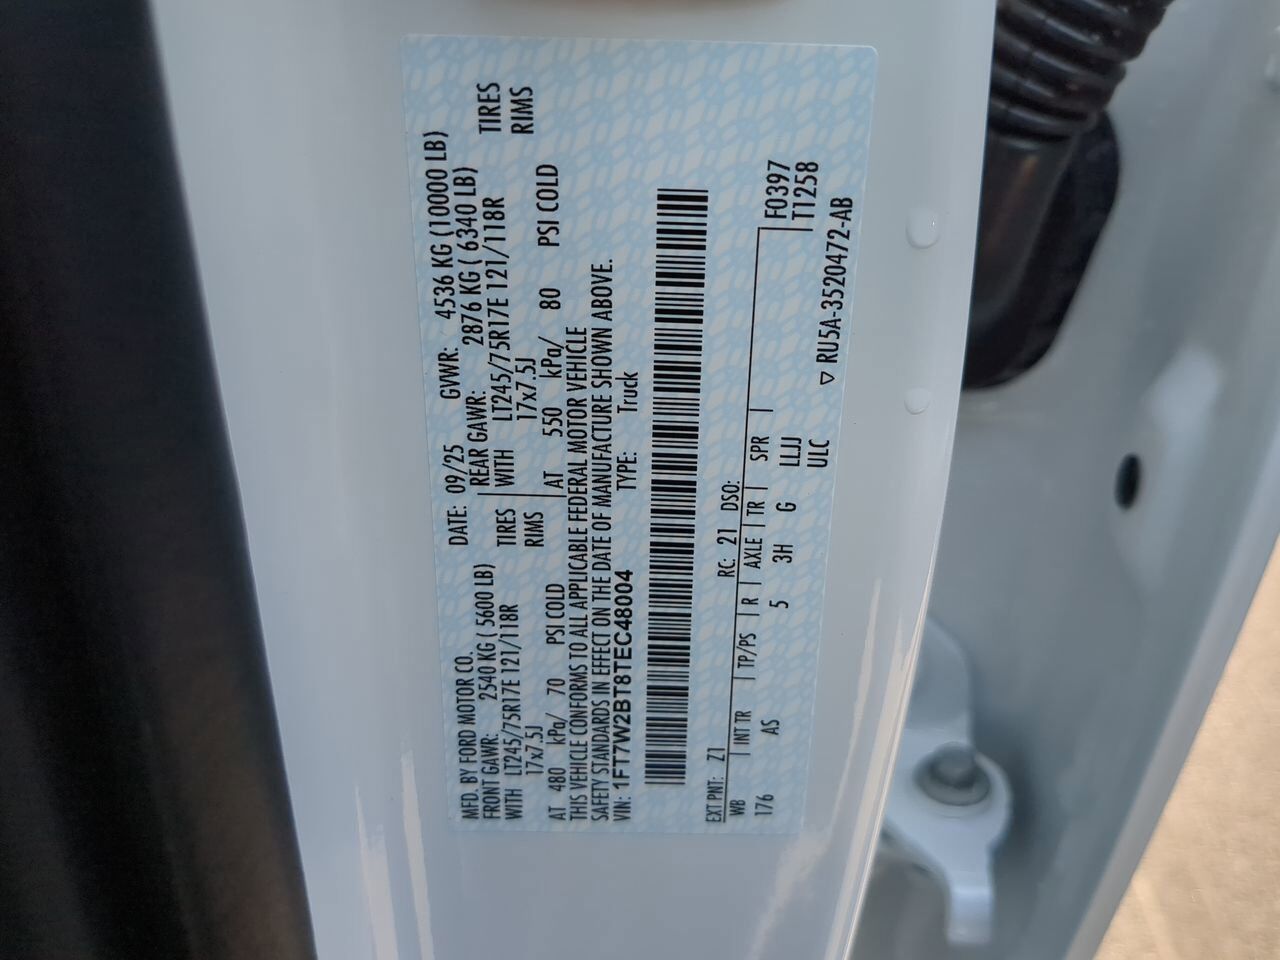 MFD. BY FORD MOTOR CO. DATE: 09/25 GVWR: 4536 KG (10000 LB)
FRONT GAWR: 2540 KG ( 5600 LB) REAR GAWR: 2876 KG ( 6340 LB)
WITH LT245/75R17E 121/118R TIRES WITH LT245/75R17E 121/118R TIRES
17x7.5J RIMS 17x7.5J RIMS
AT 480 kPa/ 70 PSI COLD AT 550 kPa/ 80 PSI COLD
THIS VEHICLE CONFORMS TO ALL APPLICABLE FEDERAL MOTOR VEHICLE
SAFETY STANDARDS IN EFFECT ON THE DATE OF MANUFACTURE SHOWN ABOVE.
VIN: 1FT7W2BT8TEC48004 TYPE: Truck
EXT PNT: Z1 RC: 21 DSO:
WB INT TR TP/PS R AXLE TR SPR F0397
176 AS 5 3H G LLJJ T1258
ULC ▽ RU5A-3520472-AB